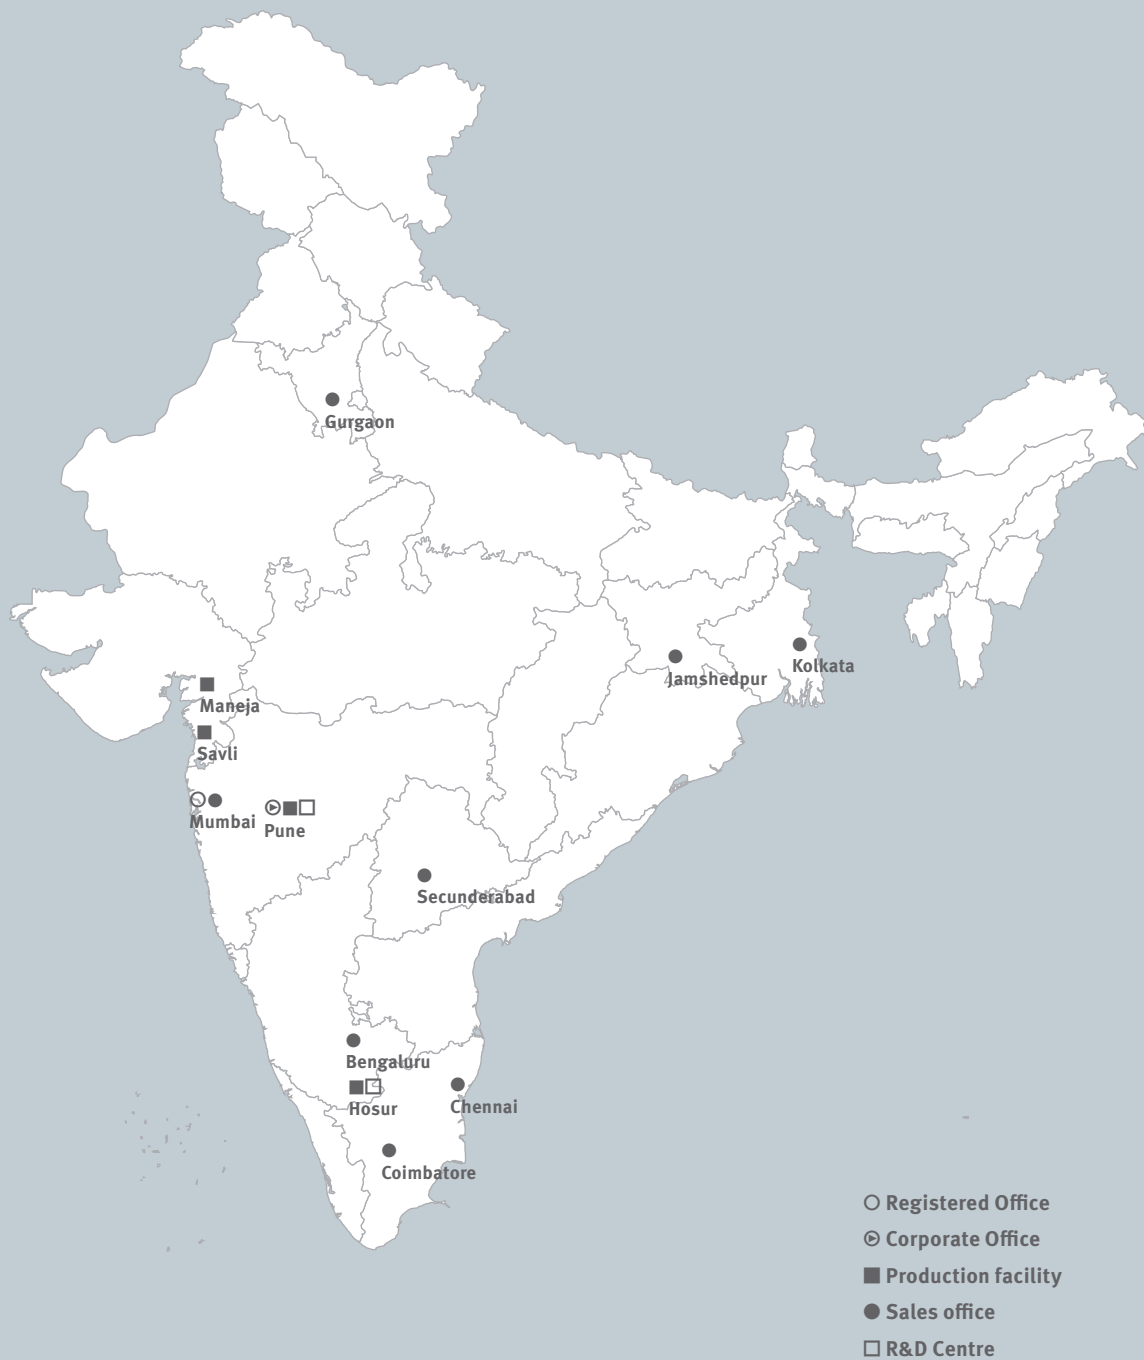 Gurgaon
Kolkata
Jamshedpur
Maneja
Savli
Mumbai
Pune
Secunderabad
Bengaluru
Hosur
Chennai
Coimbatore
Registered Office
Corporate Office
Production facility
Sales office
R&D Centre